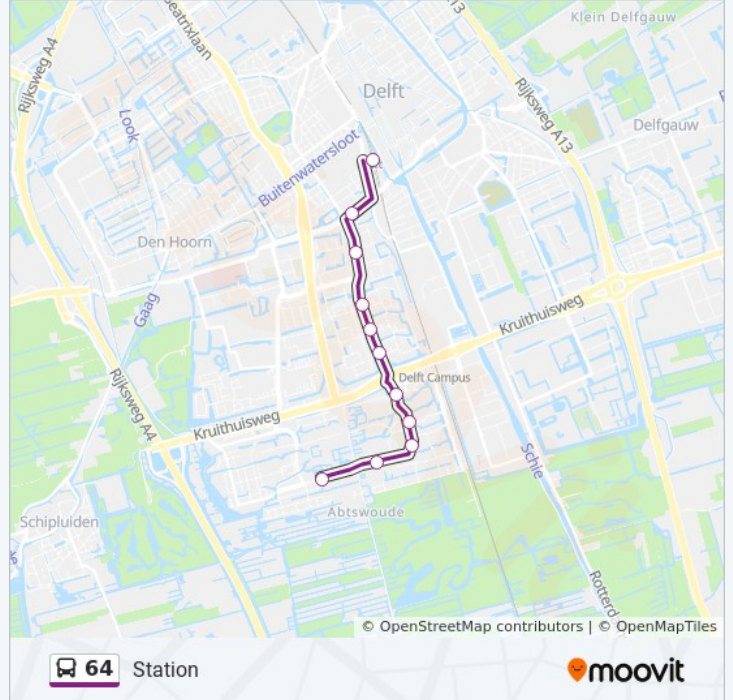 Beatrixlaan
13
Klein Delfgauw
Rijksweg A4
Delft
Rijksweg A13
Look
Delfgauw
Buitenwatersloot
Den Hoorn
Gaag
Kruithuisweg
Rijksweg A4
Delft Campus
Kruithuisweg
Schie
Abtswoude
Schipluiden
Rotterd
© OpenStreetMap contributors | © OpenMapTiles
64 Station moovit